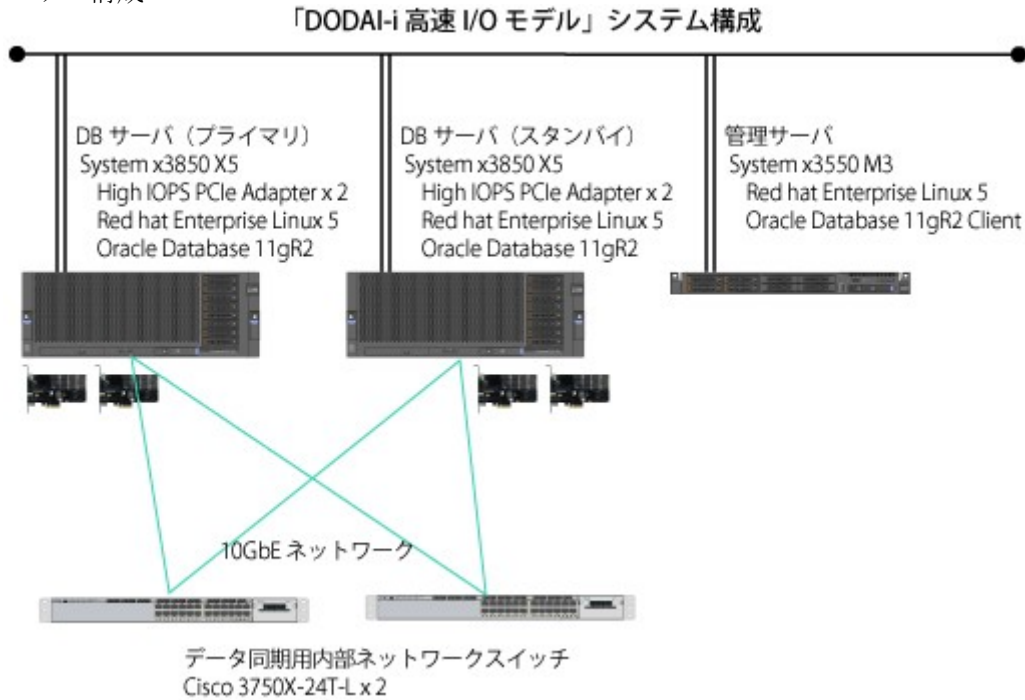 「DODAI-i 高速 I/O モデル」システム構成
DB サーバ（プライマリ）
System x3850 X5
High IOPS PCIe Adapter x 2
Red hat Enterprise Linux 5
Oracle Database 11gR2
DB サーバ（スタンバイ）
System x3850 X5
High IOPS PCIe Adapter x 2
Red hat Enterprise Linux 5
Oracle Database 11gR2
管理サーバ
System x3550 M3
Red hat Enterprise Linux 5
Oracle Database 11gR2 Client
10GbE ネットワーク
データ同期用内部ネットワークスイッチ
Cisco 3750X-24T-L x 2